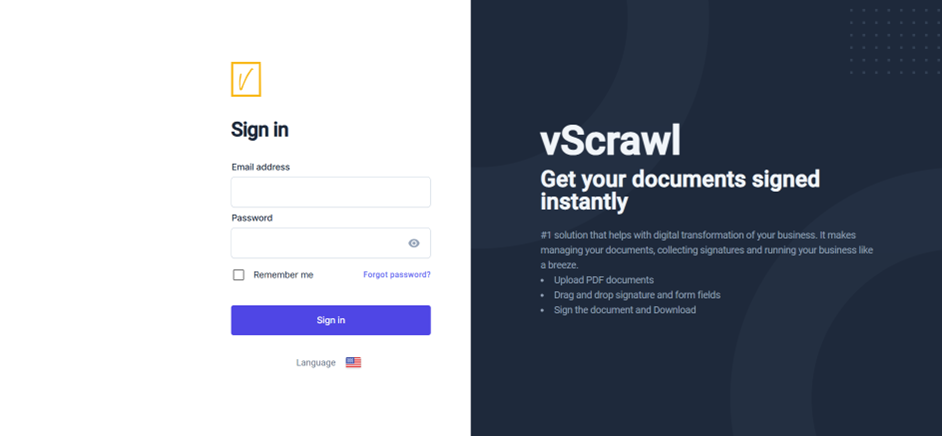 V
Sign in
Email address
Password
Remember me
Forgot password?
Sign in
Language
vScrawl
Get your documents signed
instantly
#1 solution that helps with digital transformation of your business. It makes
managing your documents, collecting signatures and running your business like
a breeze.
• Upload PDF documents
• Drag and drop signature and form fields
• Sign the document and Download